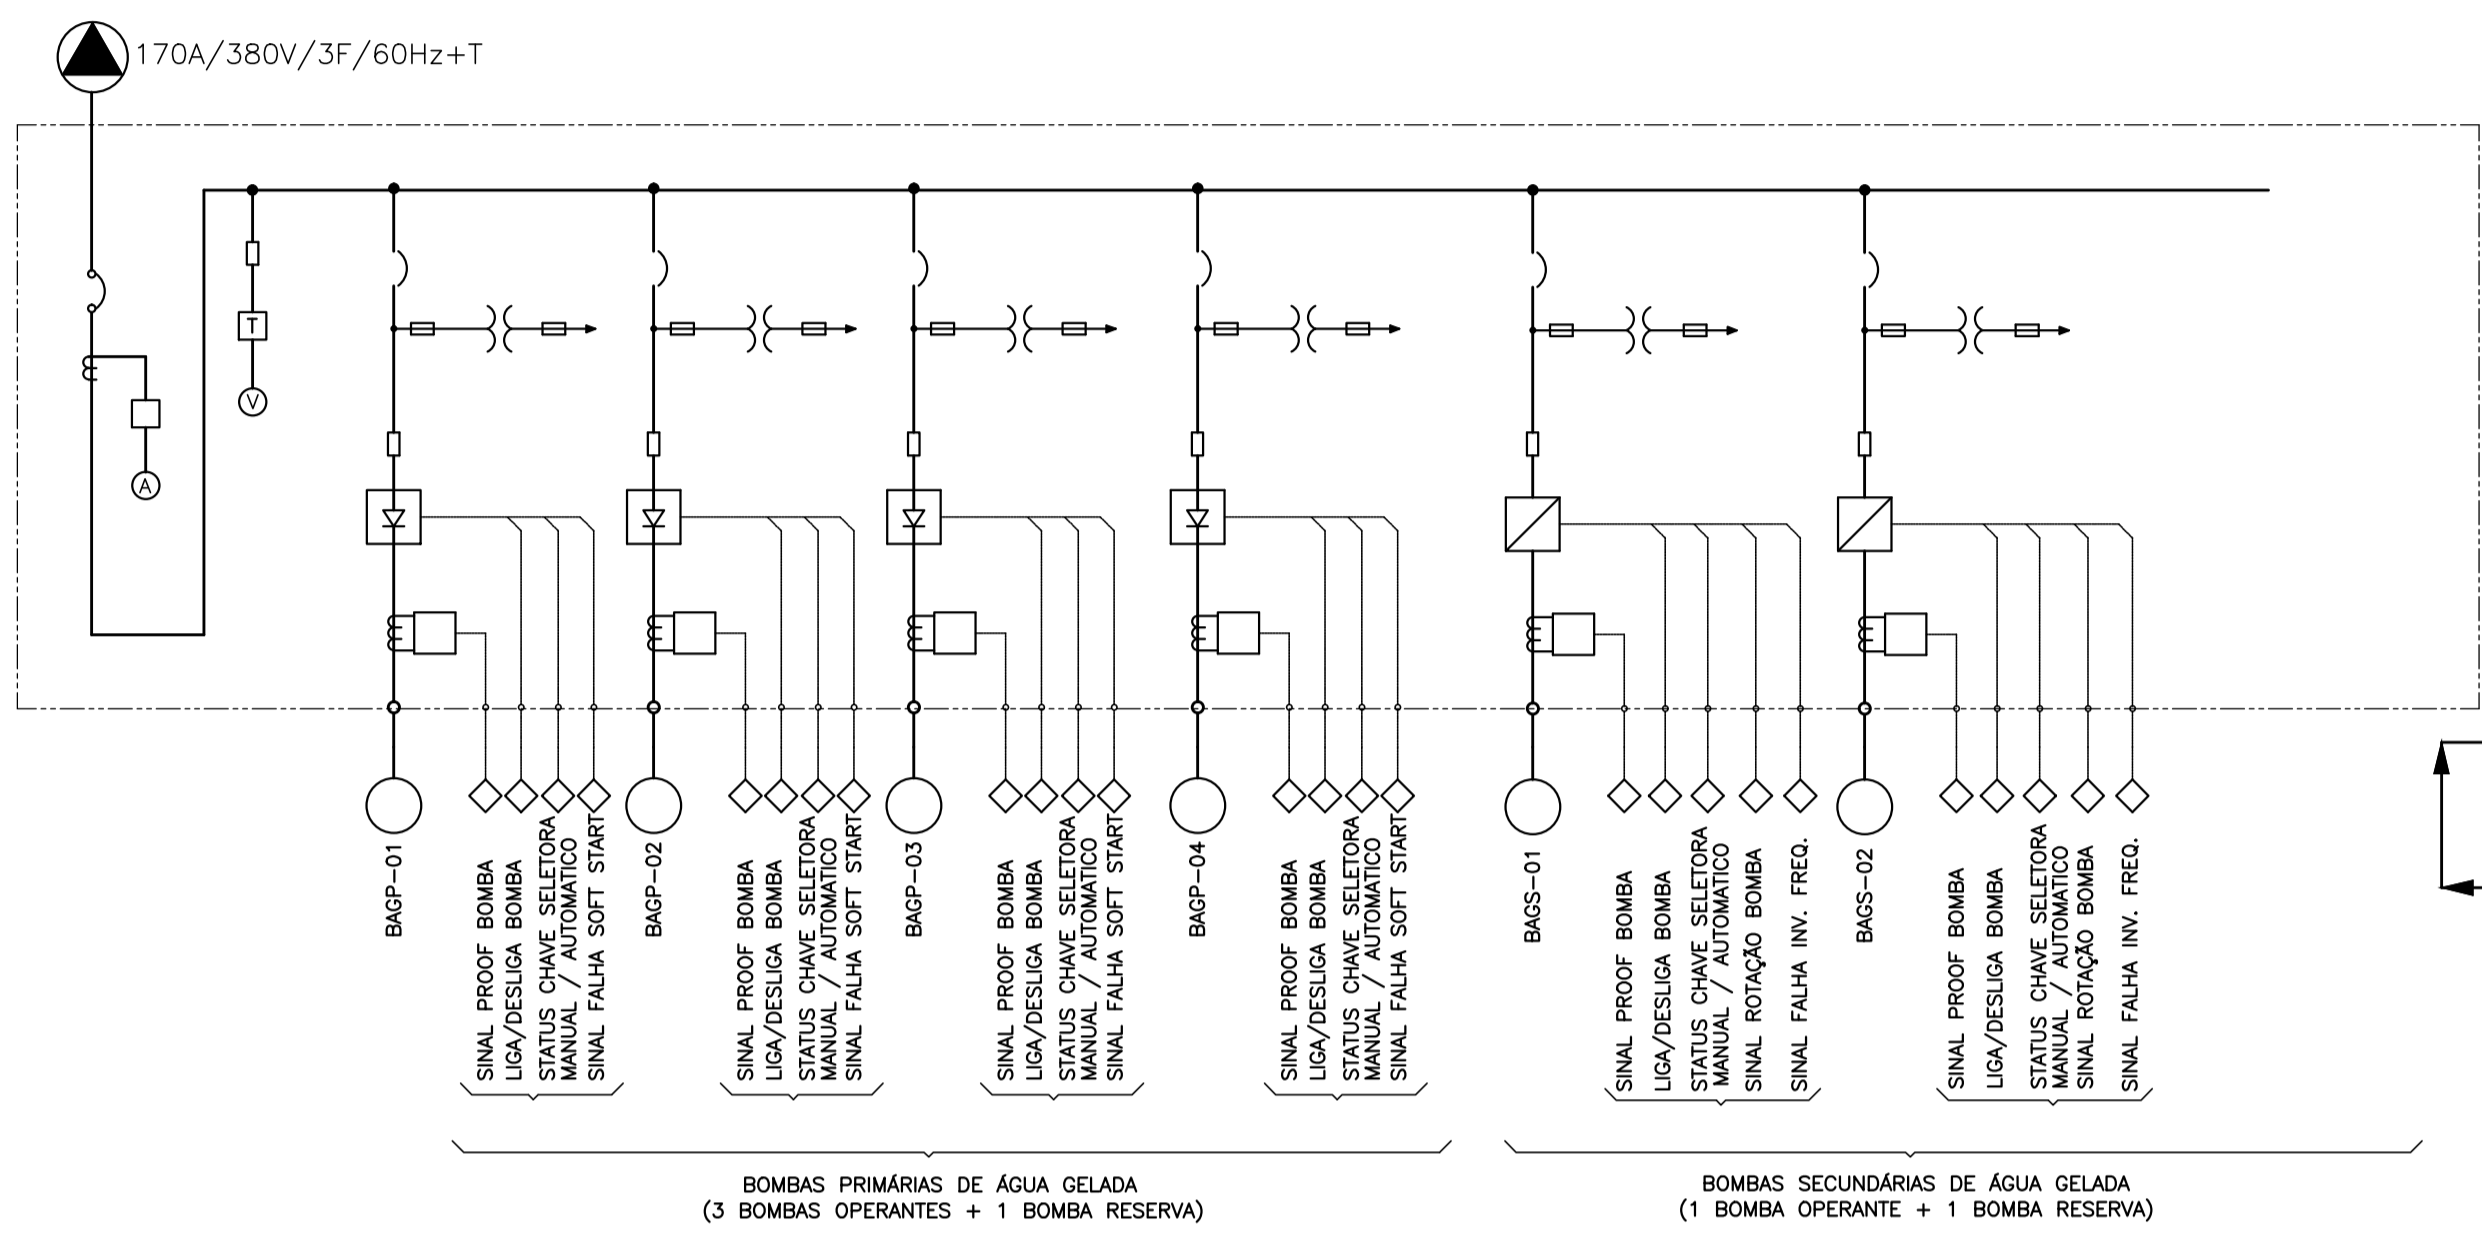 170A/380V/3F/60Hz+T
T
V
A
BAGP-01
SINAL PROOF BOMBA
LIGA/DESLIGA BOMBA
STATUS CHAVE SELETORA
MANUAL / AUTOMATICO
SINAL FALHA SOFT START
BAGP-02
SINAL PROOF BOMBA
LIGA/DESLIGA BOMBA
STATUS CHAVE SELETORA
MANUAL / AUTOMATICO
SINAL FALHA SOFT START
BAGP-03
SINAL PROOF BOMBA
LIGA/DESLIGA BOMBA
STATUS CHAVE SELETORA
MANUAL / AUTOMATICO
SINAL FALHA SOFT START
BAGP-04
SINAL PROOF BOMBA
LIGA/DESLIGA BOMBA
STATUS CHAVE SELETORA
MANUAL / AUTOMATICO
SINAL FALHA SOFT START
BAGS-01
SINAL PROOF BOMBA
LIGA/DESLIGA BOMBA
STATUS CHAVE SELETORA
MANUAL / AUTOMATICO
SINAL ROTAÇÃO BOMBA
SINAL FALHA INV. FREQ.
BAGS-02
SINAL PROOF BOMBA
LIGA/DESLIGA BOMBA
STATUS CHAVE SELETORA
MANUAL / AUTOMATICO
SINAL ROTAÇÃO BOMBA
SINAL FALHA INV. FREQ.
BOMBAS PRIMÁRIAS DE ÁGUA GELADA
(3 BOMBAS OPERANTES + 1 BOMBA RESERVA)
BOMBAS SECUNDÁRIAS DE ÁGUA GELADA
(1 BOMBA OPERANTE + 1 BOMBA RESERVA)